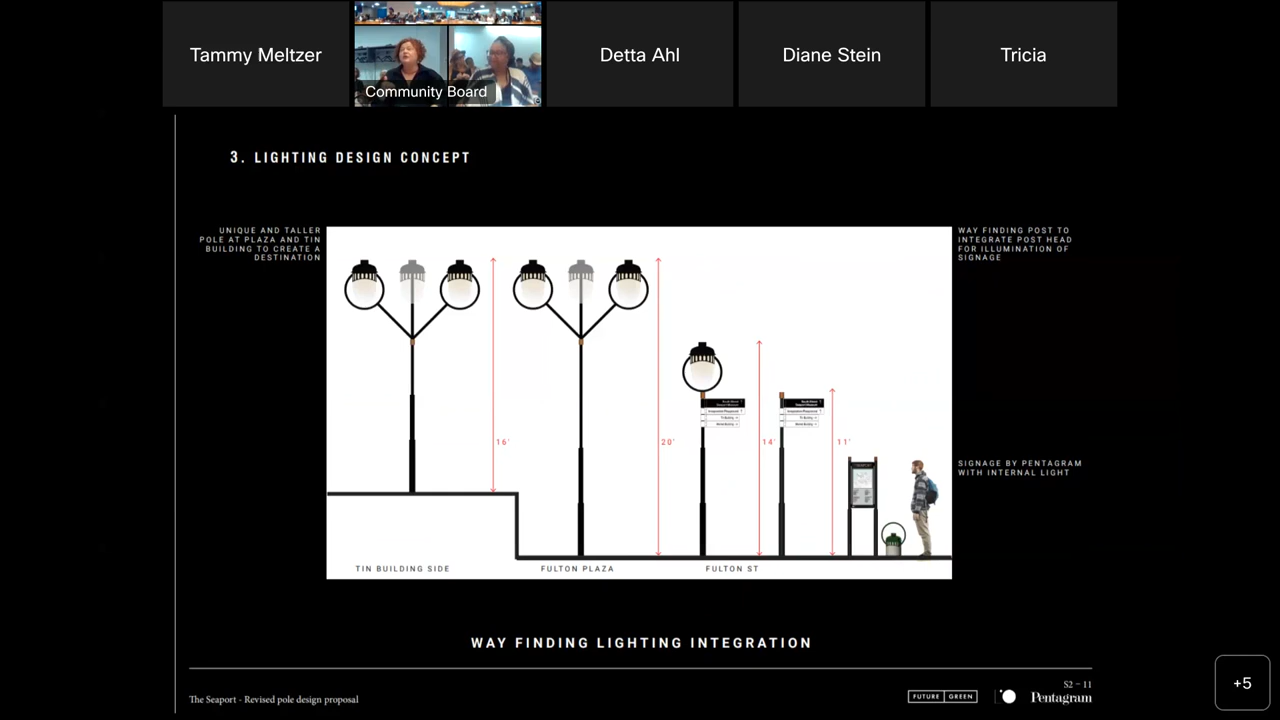 Tammy Meltzer
Community Board
Detta Ahl
Diane Stein
Tricia
3. LIGHTING DESIGN CONCEPT
UNIQUE AND TALLER
POLE AT PLAZA AND TIN
BUILDING TO CREATE A
DESTINATION
WAY FINDING POST TO
INTEGRATE POST HEAD
FOR ILLUMINATION OF
SIGNAGE
16'
20'
14'
11'
SIGNAGE BY PENTAGRAM
WITH INTERNAL LIGHT
TIN BUILDING SIDE
FULTON PLAZA
FULTON ST
WAY FINDING LIGHTING INTEGRATION
The Seaport - Revised pole design proposal
FUTURE GREEN
Pentagram
S2 - 11
+5